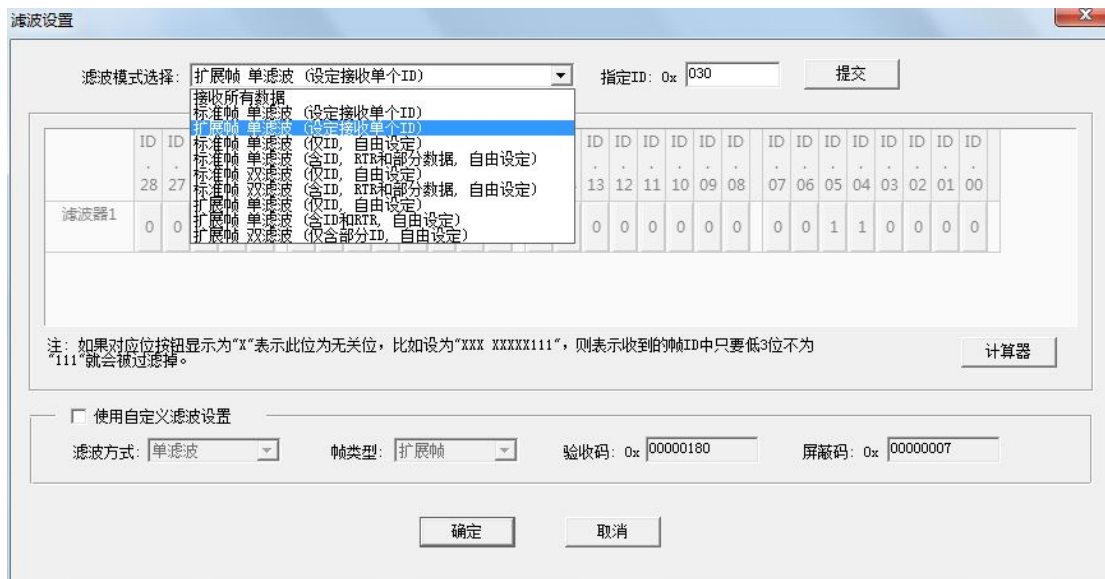 滤波设置
X
滤波模式选择: 扩展帧 单滤波 (设定接收单个ID) 指定ID: 0x 030 提交
接收所有数据
标准帧 单滤波 (设定接收单个ID)
扩展帧 单滤波 (设定接收单个ID)
标准帧 单滤波 (仅ID, 自由设定)
标准帧 单滤波 (含ID, RTR和部分数据, 自由设定)
标准帧 双滤波 (仅ID, 自由设定)
标准帧 双滤波 (含ID, RTR和部分数据, 自由设定)
扩展帧 单滤波 (仅ID, 自由设定)
扩展帧 单滤波 (含ID和RTR, 自由设定)
扩展帧 双滤波 (仅含部分ID, 自由设定)
ID ID ID ID ID ID ID ID ID ID ID ID ID ID ID ID
. . . . . . . . . . . . . . . .
28 27 13 12 11 10 09 08 07 06 05 04 03 02 01 00
滤波器1 0 0 0 0 0 0 0 0 0 0 1 1 0 0 0 0
注: 如果对应位按钮显示为"X"表示此位为无关位, 比如设为"XXX XXXXX111", 则表示收到的帧ID中只要低3位不为
"111"就会被过滤掉。
计算器
使用自定义滤波设置
滤波方式: 单滤波 帧类型: 扩展帧 验收码: 0x 00000180 屏蔽码: 0x 00000007
确定 取消